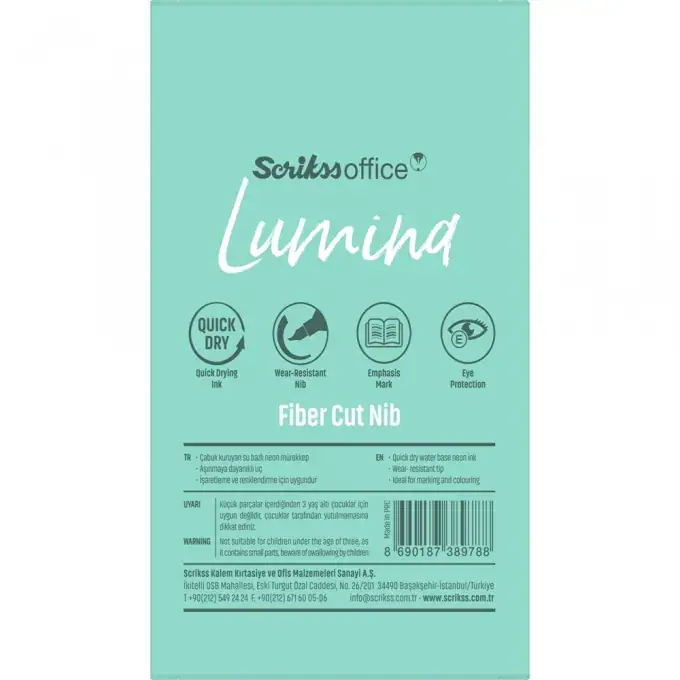 Scrikss office
Lumina
QUICK
DRY
E
Quick Drying
Ink
Wear-Resistant
Nib
Emphasis
Mark
Eye
Protection
Fiber Cut Nib
TR
- Çabuk kuruyan su bazlı neon mürekkep
- Aşınmaya dayanıklı uç
- İşaretleme ve renklendirme için uygundur
EN
- Quick dry water base neon ink
- Wear- resistant tip
- Ideal for marking and colouring
UYARI
Küçük parçalar içerdiğinden 3 yaş altı çocuklar için
uygun değildir, çocuklar tarafından yutulmamasına
dikkat ediniz.
WARNING
Not suitable for children under the age of three, as
it contains small parts, beware of swallowing by children
Made in PRC
8 690187 389788
Scrikss Kalem Kırtasiye ve Ofis Malzemeleri Sanayi A.Ş.
İkitelli OSB Mahallesi, Eski Turgut Özal Caddesi, No. 26/201 34490 Başakşehir-İstanbul/Türkiye
T +90(212) 549 24 24 F. +90(212) 671 60 05-06 info@scrikss.com.tr - www.scrikss.com.tr